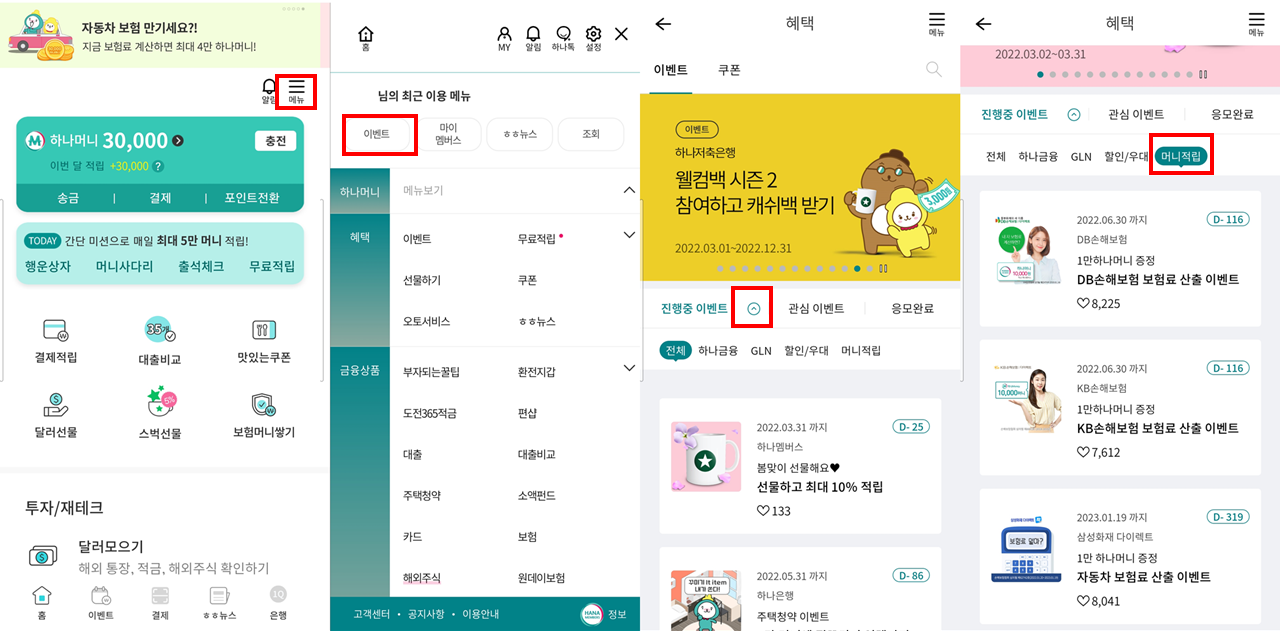 자동차 보험 만기세요?!
지금 보험료 계산하면 최대 4만 하나머니!
알림
메뉴
하나머니 30,000
충전
이번 달 적립 +30,000 ?
송금 | 결제 | 포인트전환
TODAY 간단 미션으로 매일 최대 5만 머니 적립!
행운상자 머니사다리 출석체크 무료적립
35개
결제적립 대출비교 맛있는쿠폰
5%
달러선물 스벅선물 보험머니쌓기
투자/재테크
달러모으기
해외 통장, 적금, 해외주식 확인하기
홈 이벤트 결제 ㅎㅎ뉴스 은행
홈
MY 알림 하나톡 설정
님의 최근 이용 메뉴
이벤트 마이 멤버스 ㅎㅎ뉴스 조회
하나머니 메뉴보기
혜택 이벤트 무료적립
선물하기 쿠폰
오토서비스 ㅎㅎ뉴스
금융상품 부자되는꿀팁 환전지갑
도전365적금 편샵
대출 대출비교
주택청약 소액펀드
카드 보험
해외주식 원데이보험
고객센터 • 공지사항 • 이용안내 HANA MEMBERS 정보
혜택
메뉴
이벤트 쿠폰
이벤트
하나저축은행
웰컴백 시즌 2
참여하고 캐쉬백 받기
3,000원
2022.03.01~2022.12.31
진행중 이벤트 관심 이벤트 응모완료
전체 하나금융 GLN 할인/우대 머니적립
2022.03.31 까지
D- 25
하나멤버스
봄맞이 선물해요♥
선물하고 최대 10% 적립
133
2022.05.31 까지
D- 86
하나은행
꾸미기 It item
내가 쏜다!
주택청약 이벤트
혜택
메뉴
2022.03.02~03.31
진행중 이벤트 관심 이벤트 응모완료
전체 하나금융 GLN 할인/우대 머니적립
2022.06.30 까지
D- 116
DB손해보험
1만하나머니 증정
DB손해보험 보험료 산출 이벤트
8,225
2022.06.30 까지
D- 116
KB손해보험
10,000
1만하나머니 증정
KB손해보험 보험료 산출 이벤트
7,612
2023.01.19 까지
D- 319
삼성화재 다이렉트
보험료 얼마?
1만 하나머니 증정
자동차 보험료 산출 이벤트
8,041